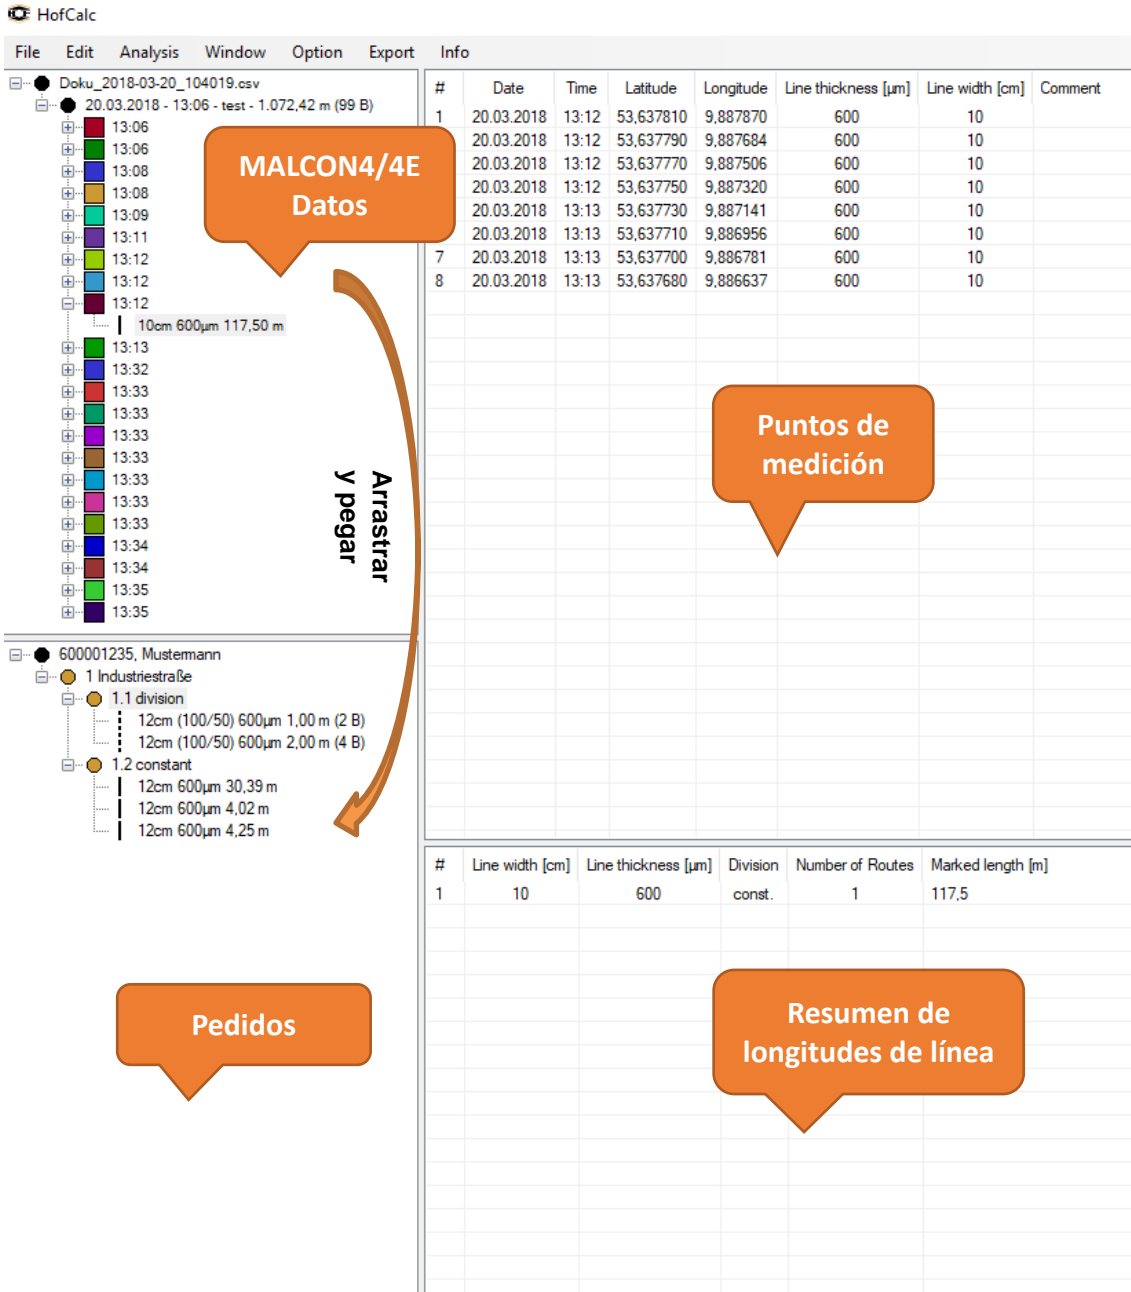 HofCalc
File Edit Analysis Window Option Export Info
Doku_2018-03-20_104019.csv
20.03.2018 - 13:06 - test - 1.072,42 m (99 B)
13:06
13:06
13:08
13:08
13:09
13:11
13:12
13:12
13:12
10cm 600µm 117,50 m
13:13
13:32
13:33
13:33
13:33
13:33
13:33
13:33
13:33
13:34
13:34
13:35
13:35
MALCON4/4E
Datos
Arrastrar
y pegar
# Date Time Latitude Longitude Line thickness [µm] Line width [cm] Comment
1 20.03.2018 13:12 53,637810 9,887870 600 10
20.03.2018 13:12 53,637790 9,887684 600 10
20.03.2018 13:12 53,637770 9,887506 600 10
20.03.2018 13:12 53,637750 9,887320 600 10
20.03.2018 13:13 53,637730 9,887141 600 10
20.03.2018 13:13 53,637710 9,886956 600 10
7 20.03.2018 13:13 53,637700 9,886781 600 10
8 20.03.2018 13:13 53,637680 9,886637 600 10
Puntos de
medición
600001235, Mustermann
1 Industriestraße
1.1 division
12cm (100/50) 600µm 1,00 m (2 B)
12cm (100/50) 600µm 2,00 m (4 B)
1.2 constant
12cm 600µm 30,39 m
12cm 600µm 4,02 m
12cm 600µm 4,25 m
Pedidos
# Line width [cm] Line thickness [µm] Division Number of Routes Marked length [m]
1 10 600 const. 1 117,5
Resumen de
longitudes de línea